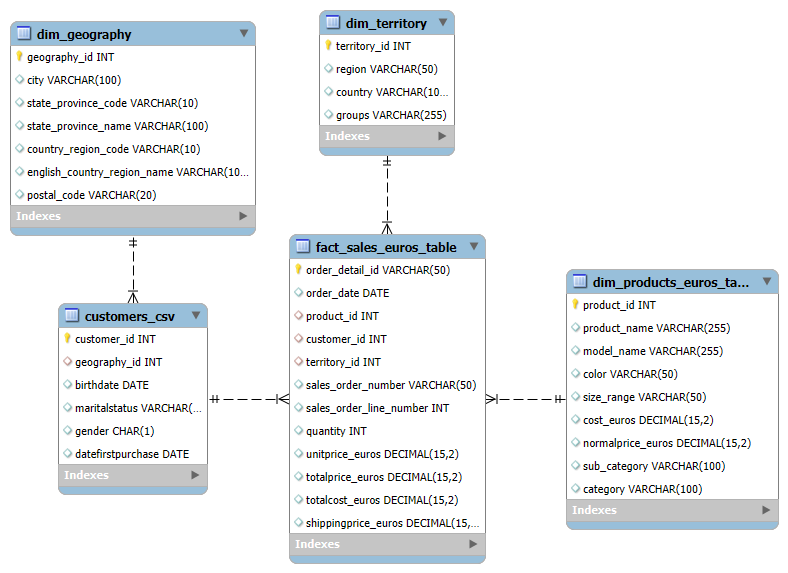 dim_geography
geography_id INT
city VARCHAR(100)
state_province_code VARCHAR(10)
state_province_name VARCHAR(100)
country_region_code VARCHAR(10)
english_country_region_name VARCHAR(10...
postal_code VARCHAR(20)
Indexes
dim_territory
territory_id INT
region VARCHAR(50)
country VARCHAR(10...
groups VARCHAR(255)
Indexes
customers_csv
customer_id INT
geography_id INT
birthdate DATE
maritalstatus VARCHAR(...
gender CHAR(1)
datefirstpurchase DATE
Indexes
fact_sales_euros_table
order_detail_id VARCHAR(50)
order_date DATE
product_id INT
customer_id INT
territory_id INT
sales_order_number VARCHAR(50)
sales_order_line_number INT
quantity INT
unitprice_euros DECIMAL(15,2)
totalprice_euros DECIMAL(15,2)
totalcost_euros DECIMAL(15,2)
shippingprice_euros DECIMAL(15,...
Indexes
dim_products_euros_ta...
product_id INT
product_name VARCHAR(255)
model_name VARCHAR(255)
color VARCHAR(50)
size_range VARCHAR(50)
cost_euros DECIMAL(15,2)
normalprice_euros DECIMAL(15,2)
sub_category VARCHAR(100)
category VARCHAR(100)
Indexes